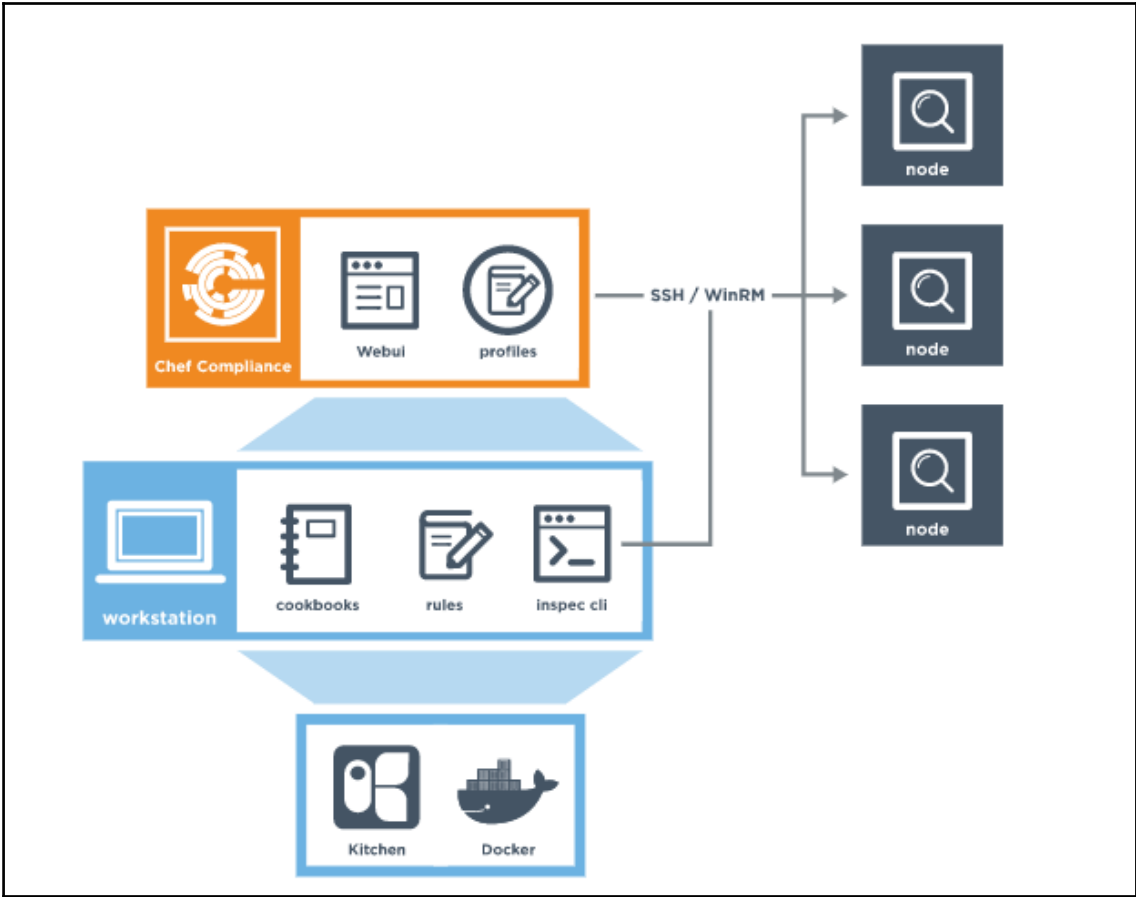 node
SSH / WinRM
Webui
profiles
Chef Compliance
node
cookbooks
rules
inspec cli
workstation
node
Kitchen
Docker